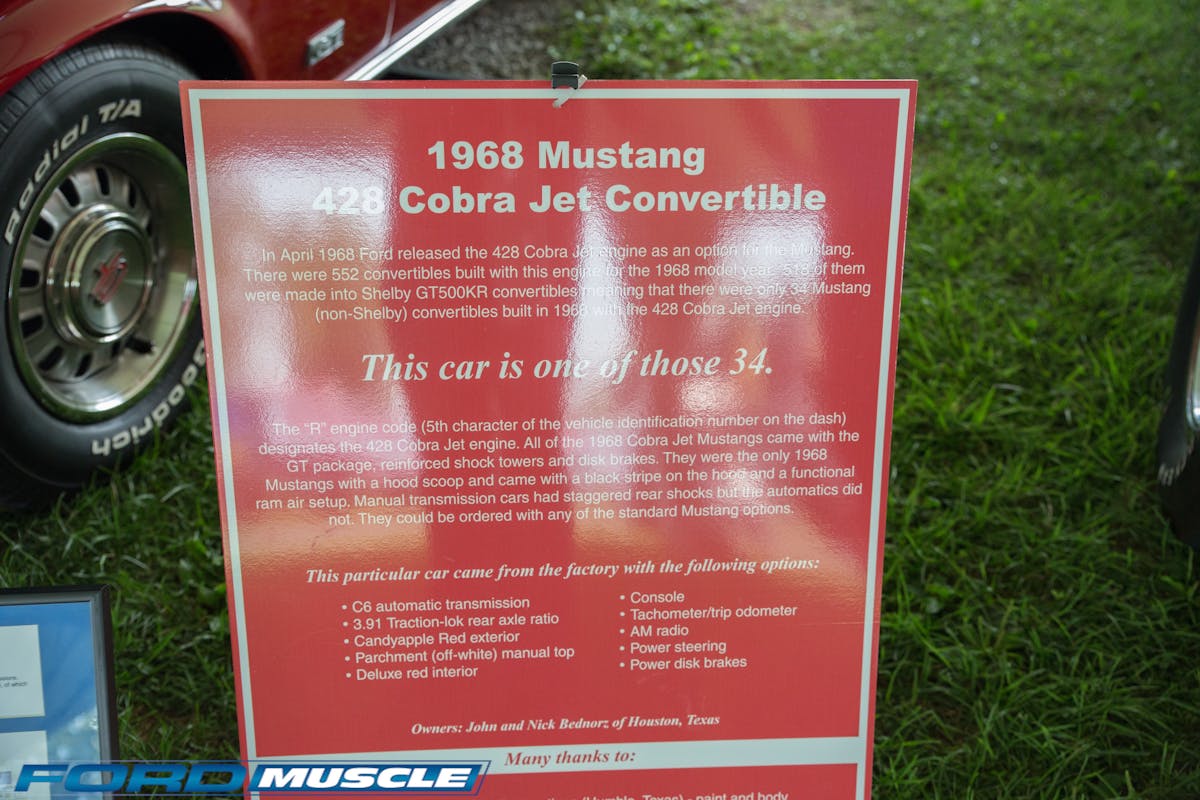 Radial T/A
Goodrich
1968 Mustang
428 Cobra Jet Convertible
In April 1968 Ford released the 428 Cobra Jet engine as an option for the Mustang.
There were 552 convertibles built with this engine for the 1968 model year. 518 of them
were made into Shelby GT500KR convertibles meaning that there were only 34 Mustang
(non-Shelby) convertibles built in 1968 with the 428 Cobra Jet engine.
This car is one of those 34.
The "R" engine code (5th character of the vehicle identification number on the dash)
designates the 428 Cobra Jet engine. All of the 1968 Cobra Jet Mustangs came with the
GT package, reinforced shock towers and disk brakes. They were the only 1968
Mustangs with a hood scoop and came with a black stripe on the hood and a functional
ram air setup. Manual transmission cars had staggered rear shocks but the automatics did
not. They could be ordered with any of the standard Mustang options.
This particular car came from the factory with the following options:
• C6 automatic transmission
• 3.91 Traction-lok rear axle ratio
• Candyapple Red exterior
• Parchment (off-white) manual top
• Deluxe red interior
• Console
• Tachometer/trip odometer
• AM radio
• Power steering
• Power disk brakes
Owners: John and Nick Bednorz of Houston, Texas
Many thanks to:
(Humble, Texas) - paint and body
FORD MUSCLE